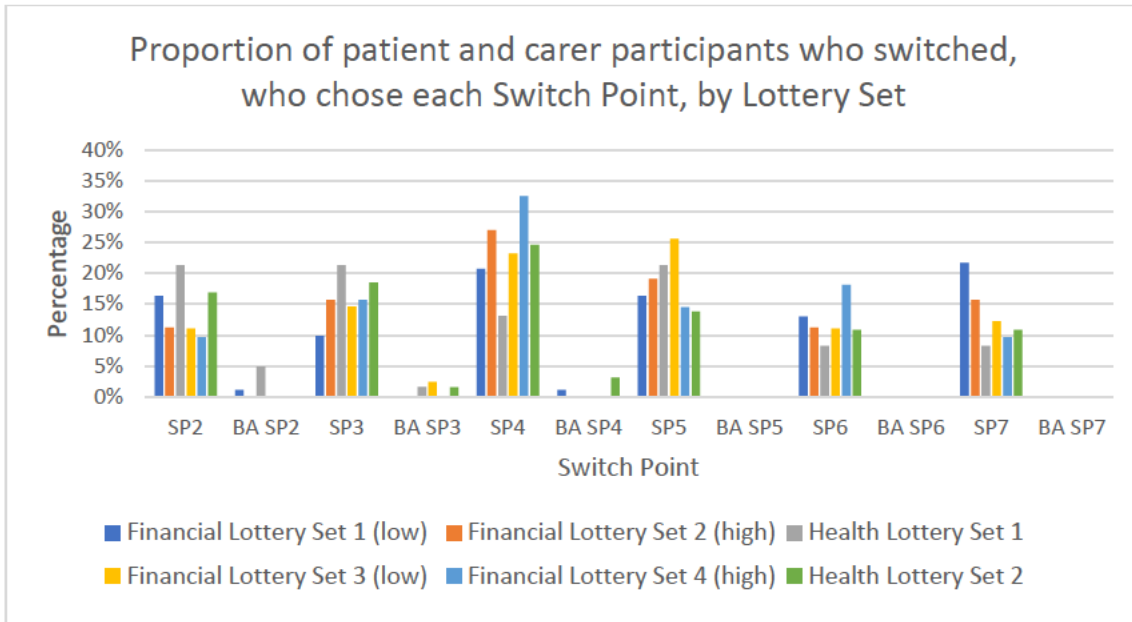 Proportion of patient and carer participants who switched,
who chose each Switch Point, by Lottery Set
40%
35%
30%
25%
20%
15%
10%
5%
0%
Percentage
SP2 BA SP2 SP3 BA SP3 SP4 BA SP4 SP5 BA SP5 SP6 BA SP6 SP7 BA SP7
Switch Point
Financial Lottery Set 1 (low) Financial Lottery Set 2 (high) Health Lottery Set 1
Financial Lottery Set 3 (low) Financial Lottery Set 4 (high) Health Lottery Set 2